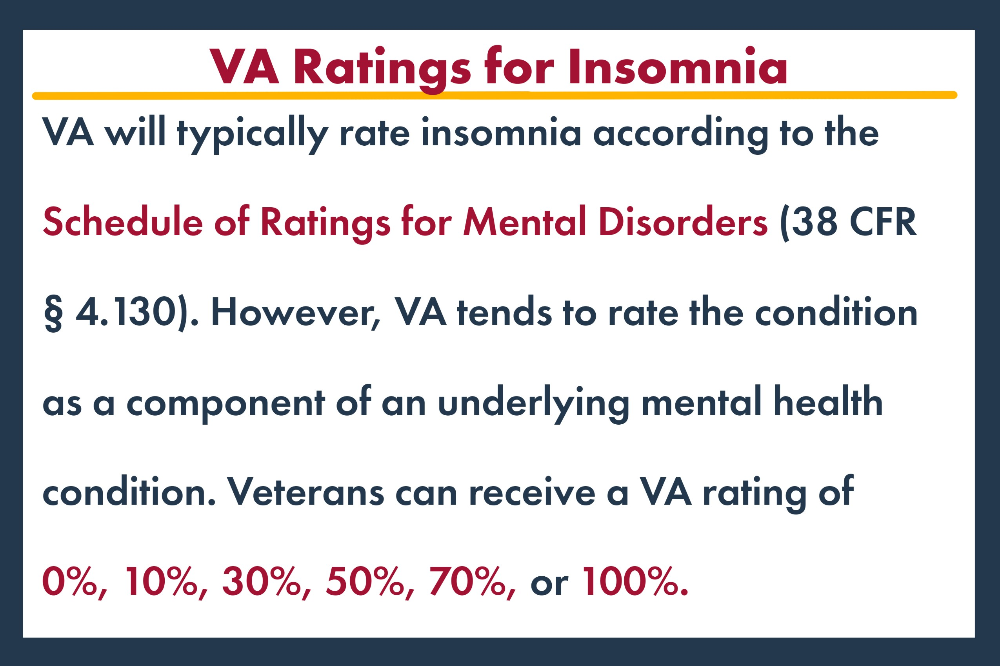 VA Ratings for Insomnia
VA will typically rate insomnia according to the
Schedule of Ratings for Mental Disorders (38 CFR
§ 4.130). However, VA tends to rate the condition
as a component of an underlying mental health
condition. Veterans can receive a VA rating of
0%, 10%, 30%, 50%, 70%, or 100%.